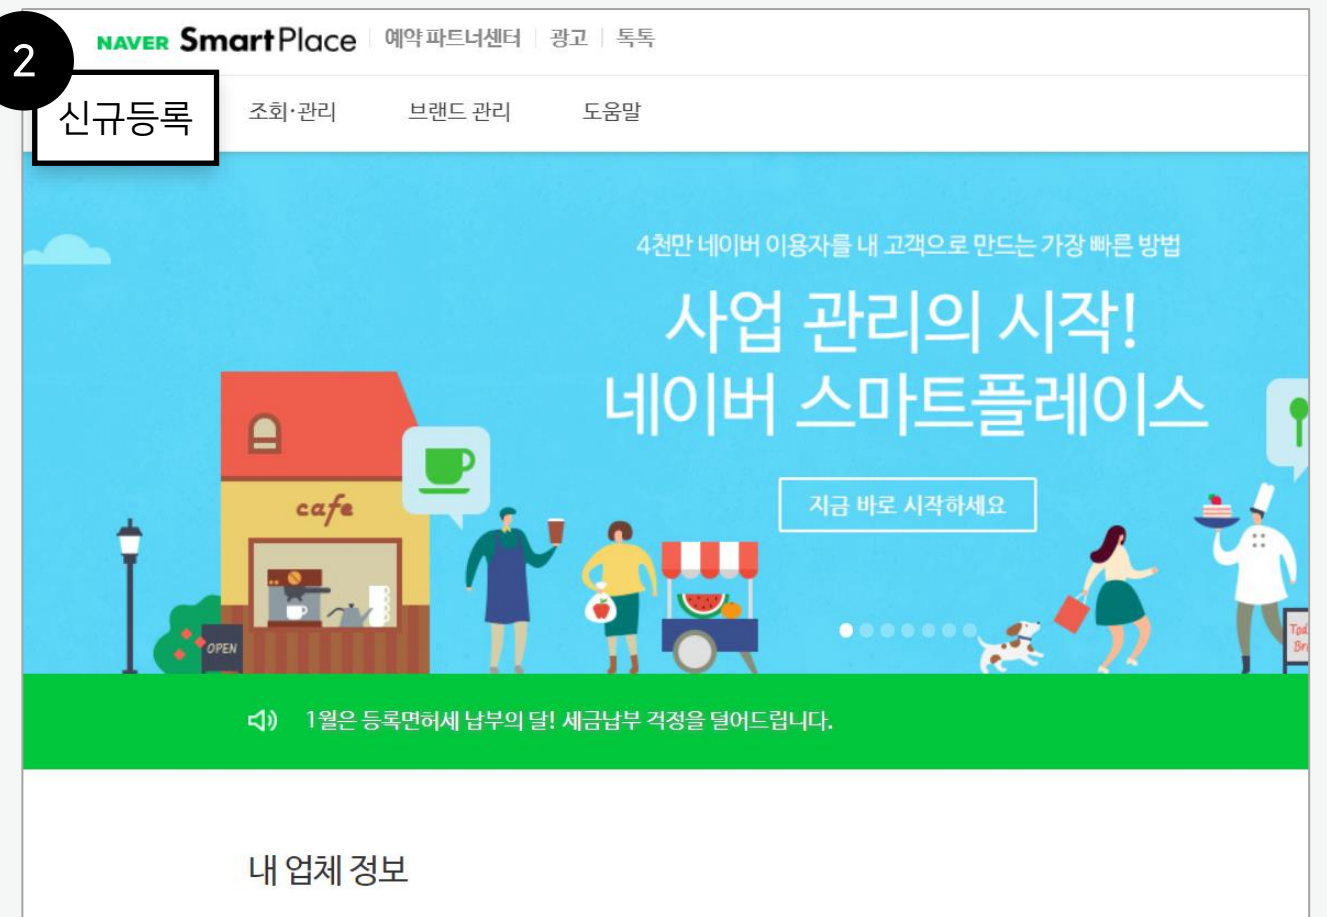 NAVER SmartPlace 예약 파트너센터 광고 톡톡
2
신규등록 조회·관리 브랜드 관리 도움말
4천만 네이버 이용자를 내 고객으로 만드는 가장 빠른 방법
사업 관리의 시작!
네이버 스마트플레이스
지금 바로 시작하세요
cafe
OPEN
1월은 등록면허세 납부의 달! 세금납부 걱정을 덜어드립니다.
내 업체 정보